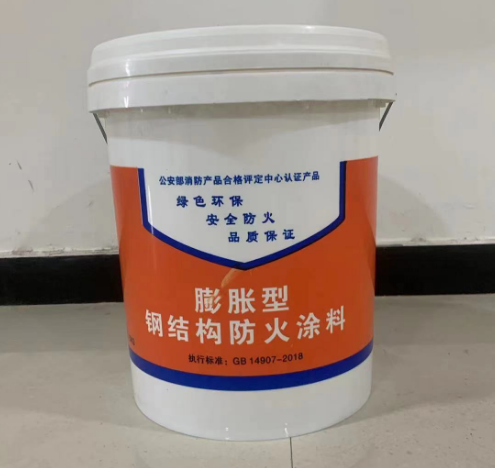 公安部消防产品合格评定中心认证产品
绿色环保
安全防火
品质保证
膨胀型
钢结构防火涂料
执行标准：GB 14907-2018